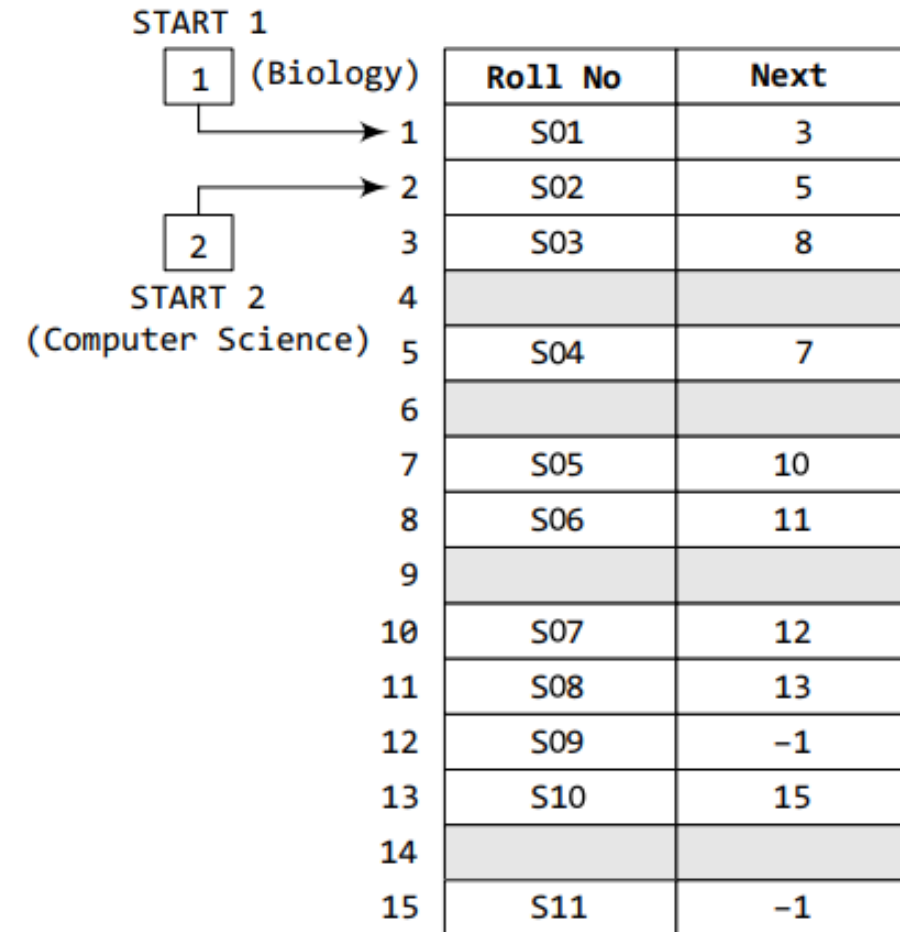 START 1
1 (Biology) Roll No Next
1 S01 3
2 S02 5
2 3 S03 8
START 2 4
(Computer Science) 5 S04 7
6
7 S05 10
8 S06 11
9
10 S07 12
11 S08 13
12 S09 –1
13 S10 15
14
15 S11 –1